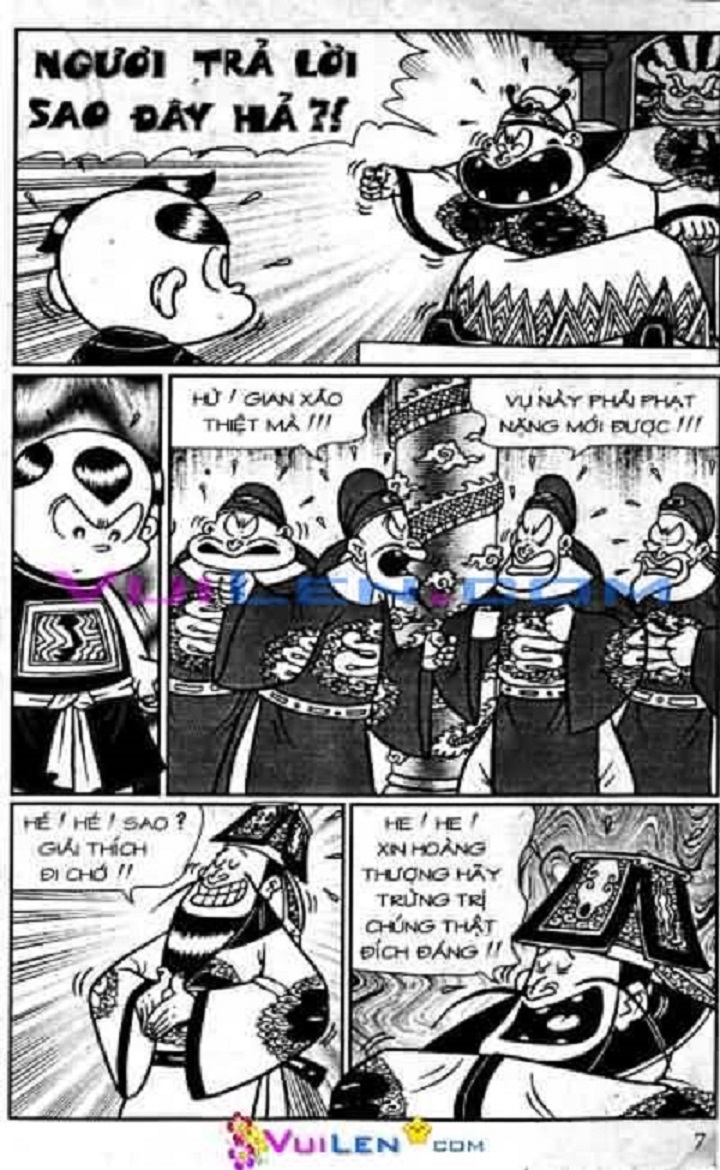 NGƯƠI TRẢ LỜI
SAO ĐÂY HẢ?!
HỪ! GIAN XẢO
THIỆT MÀ!!!
VỤ NÀY PHẢI PHẠT
NẶNG MỚI ĐƯỢC!!!
VUILEN.COM
HÉ! HÉ! SAO?
GIẢI THÍCH
ĐI CHỚ!!
HE! HE!
XIN HOÀNG
THƯỢNG HÃY
TRỪNG TRỊ
CHÚNG THẬT
ĐÍCH ĐÁNG!!
VUILEN COM
7